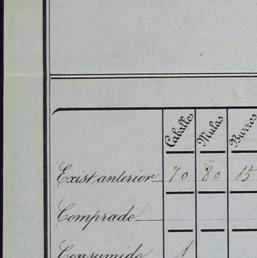 Caballos Mulas Burros
Exist. anterior 70 80 15
Comprado
Consumido 1